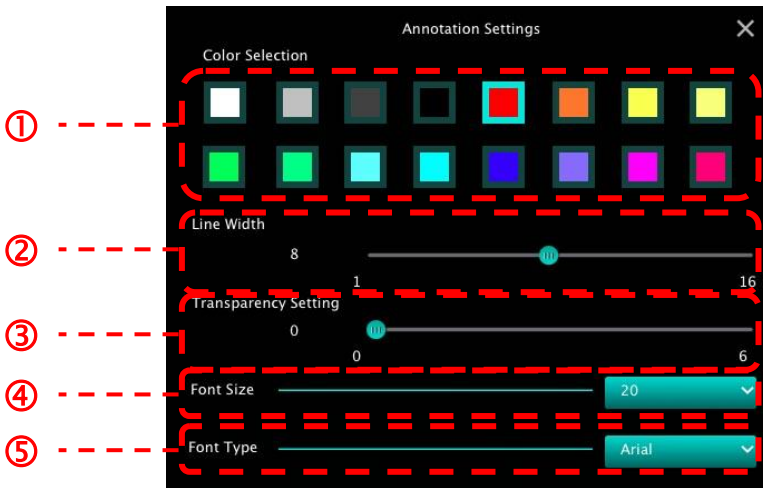 Annotation Settings
Color Selection
①
②
Line Width
8
1
16
③
Transparency Setting
0
0
6
④
Font Size
20
⑤
Font Type
Arial